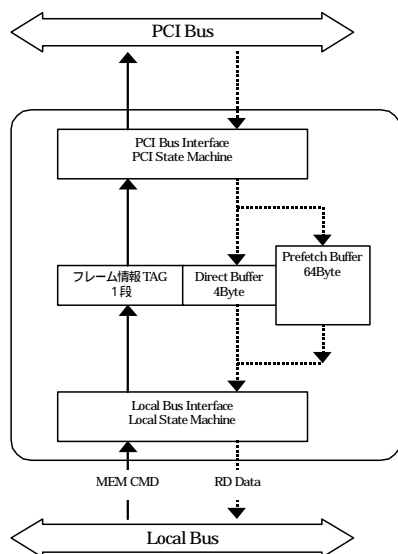 PCI Bus
PCI Bus Interface
PCI State Machine
フレーム情報 TAG
1 段
Direct Buffer
4Byte
Prefetch Buffer
64Byte
Local Bus Interface
Local State Machine
MEM CMD
RD Data
Local Bus